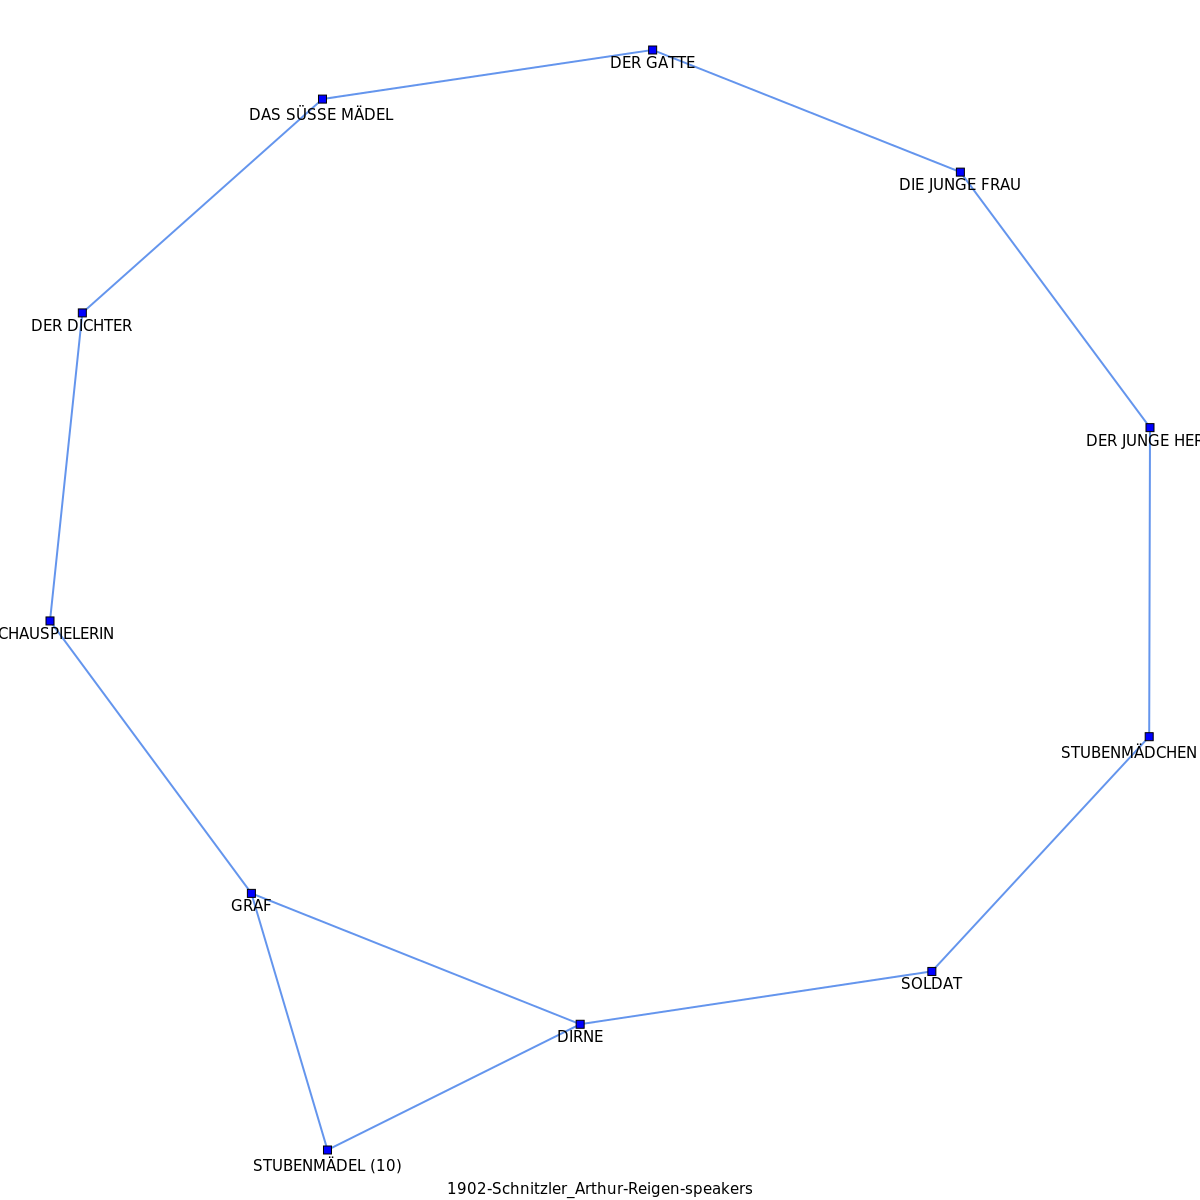 DER GATTE
DAS SÜSSE MÄDEL
DIE JUNGE FRAU
DER DICHTER
DER JUNGE
CHAUSPIELERIN
STUBENMÄDCHEN
GRAF
SOLDAT
DIRNE
STUBENMÄDEL (10)
1902-Schnitzler_Arthur-Reigen-speakers